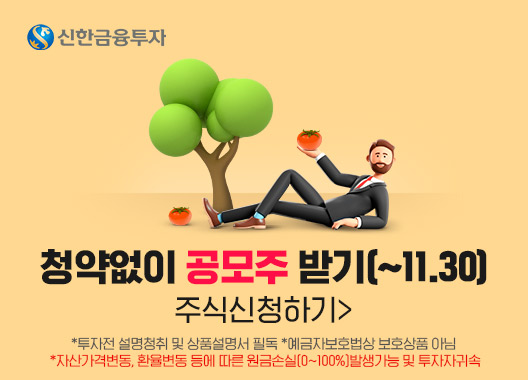 신한금융투자
청약없이 공모주 받기(~11.30)
주식신청하기>
*투자전 설명청취 및 상품설명서 필독 *예금자보호법상 보호상품 아님
*자산가격변동, 환율변동 등에 따른 원금손실(0~100%)발생가능 및 투자자귀속